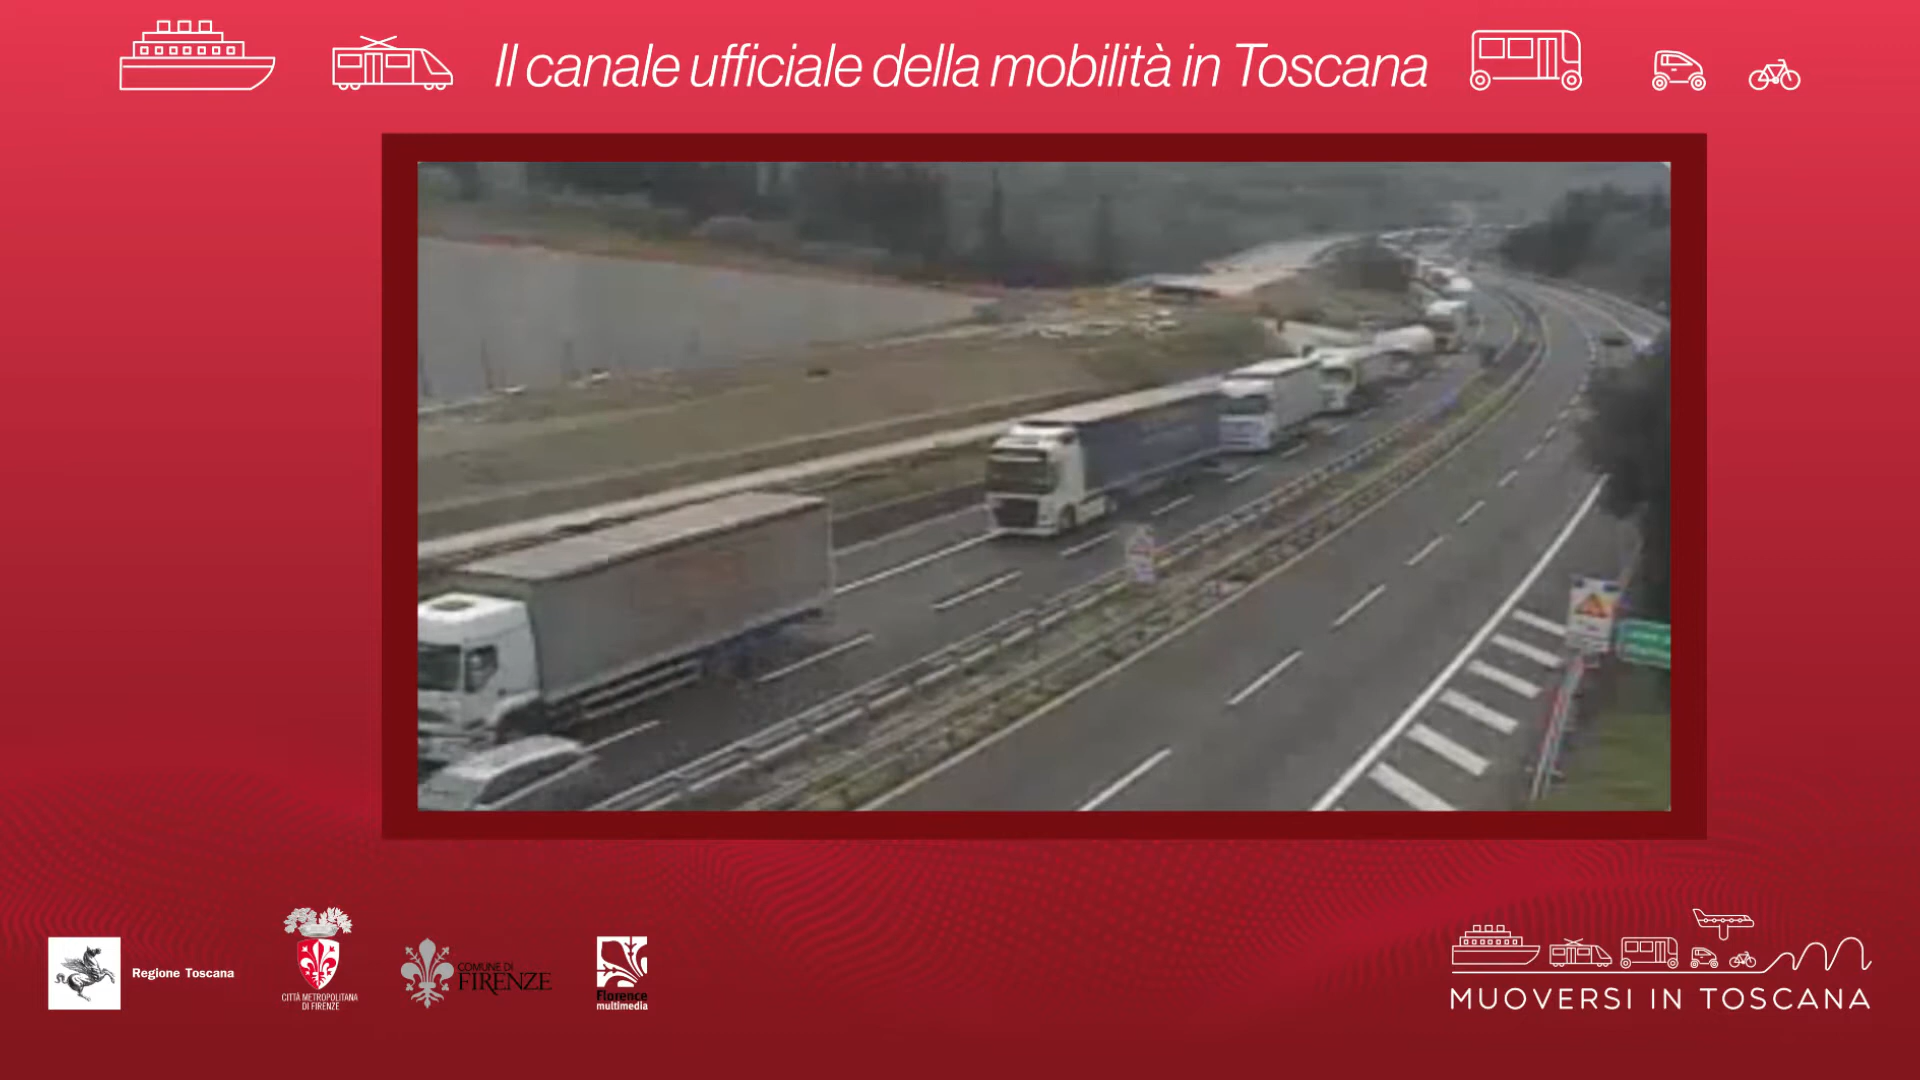 Il canale ufficiale della mobilità in Toscana
Regione Toscana
CITTÀ METROPOLITANA
DI FIRENZE
COMUNE DI
FIRENZE
Florence
multimedia
MUOVERSI IN TOSCANA